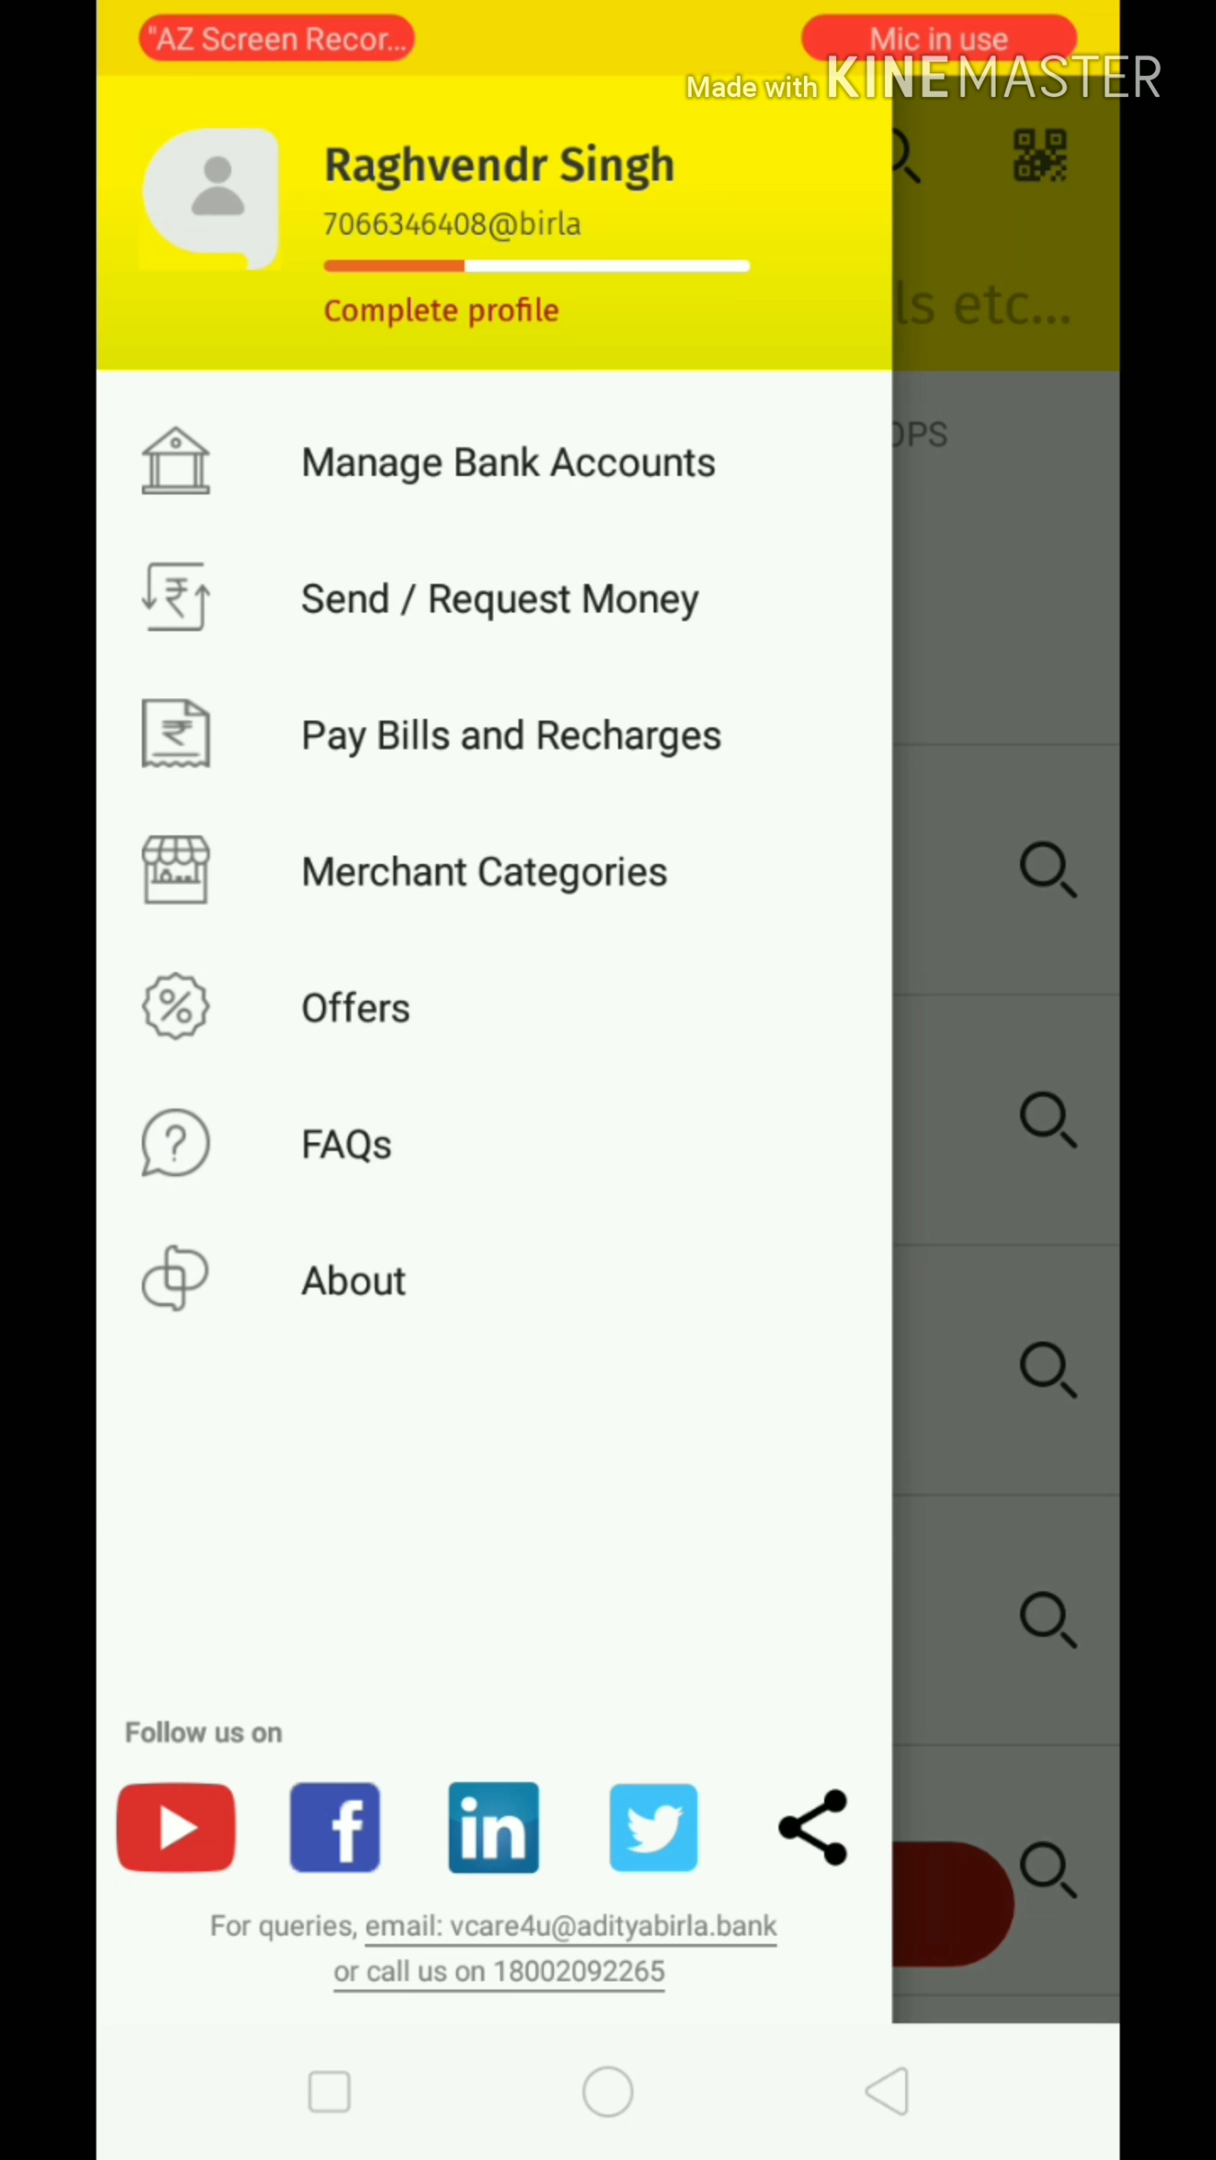 "AZ Screen Recor...
Mic in use
Made with KINEMASTER
Raghvendr Singh
7066346408@birla
Complete profile
ls etc...
OPS
Manage Bank Accounts
Send / Request Money
Pay Bills and Recharges
Merchant Categories
Offers
FAQs
About
Follow us on
For queries, email: vcare4u@adityabirla.bank
or call us on 18002092265